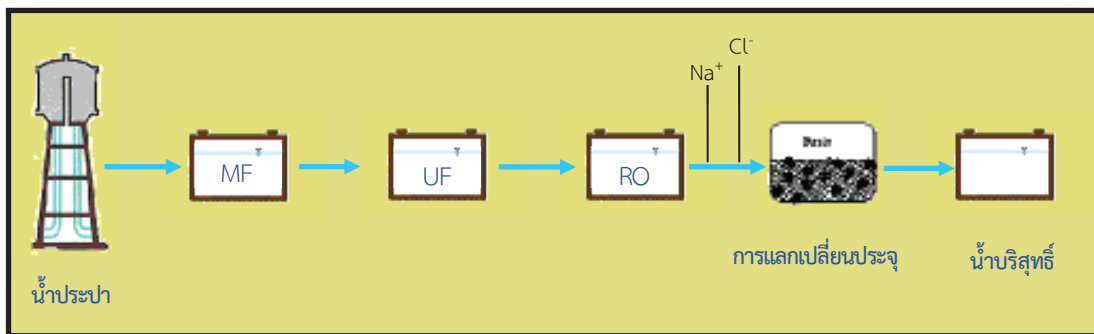 Cl⁻
Na⁺
MF
UF
RO
Resin
การแลกเปลี่ยนประจุ
น้ำบริสุทธิ์
น้ำประปา